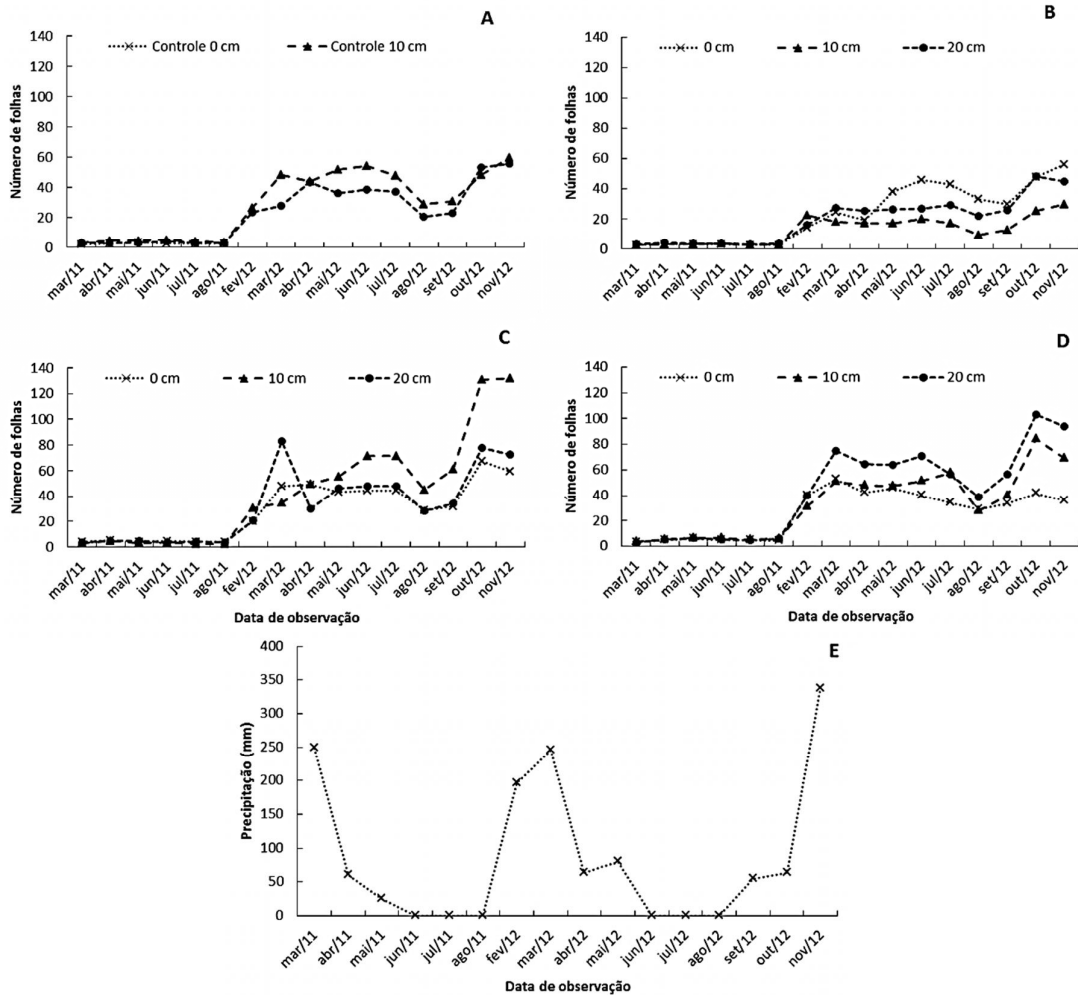 A
Controle 0 cm
Controle 10 cm
Número de folhas
140
120
100
80
60
40
20
0
mar/11
abr/11
mai/11
jun/11
jul/11
ago/11
fev/12
mar/12
abr/12
mai/12
jun/12
jul/12
ago/12
set/12
out/12
nov/12
B
0 cm
10 cm
20 cm
Número de folhas
140
120
100
80
60
40
20
0
mar/11
abr/11
mai/11
jun/11
jul/11
ago/11
fev/12
mar/12
abr/12
mai/12
jun/12
jul/12
ago/12
set/12
out/12
nov/12
C
0 cm
10 cm
20 cm
Número de folhas
140
120
100
80
60
40
20
0
mar/11
abr/11
mai/11
jun/11
jul/11
ago/11
fev/12
mar/12
abr/12
mai/12
jun/12
jul/12
ago/12
set/12
out/12
nov/12
Data de observação
D
0 cm
10 cm
20 cm
Número de folhas
140
120
100
80
60
40
20
0
mar/11
abr/11
mai/11
jun/11
jul/11
ago/11
fev/12
mar/12
abr/12
mai/12
jun/12
jul/12
ago/12
set/12
out/12
nov/12
Data de observação
E
Precipitação (mm)
400
350
300
250
200
150
100
50
0
mar/11
abr/11
mai/11
jun/11
jul/11
ago/11
fev/12
mar/12
abr/12
mai/12
jun/12
jul/12
ago/12
set/12
out/12
nov/12
Data de observação